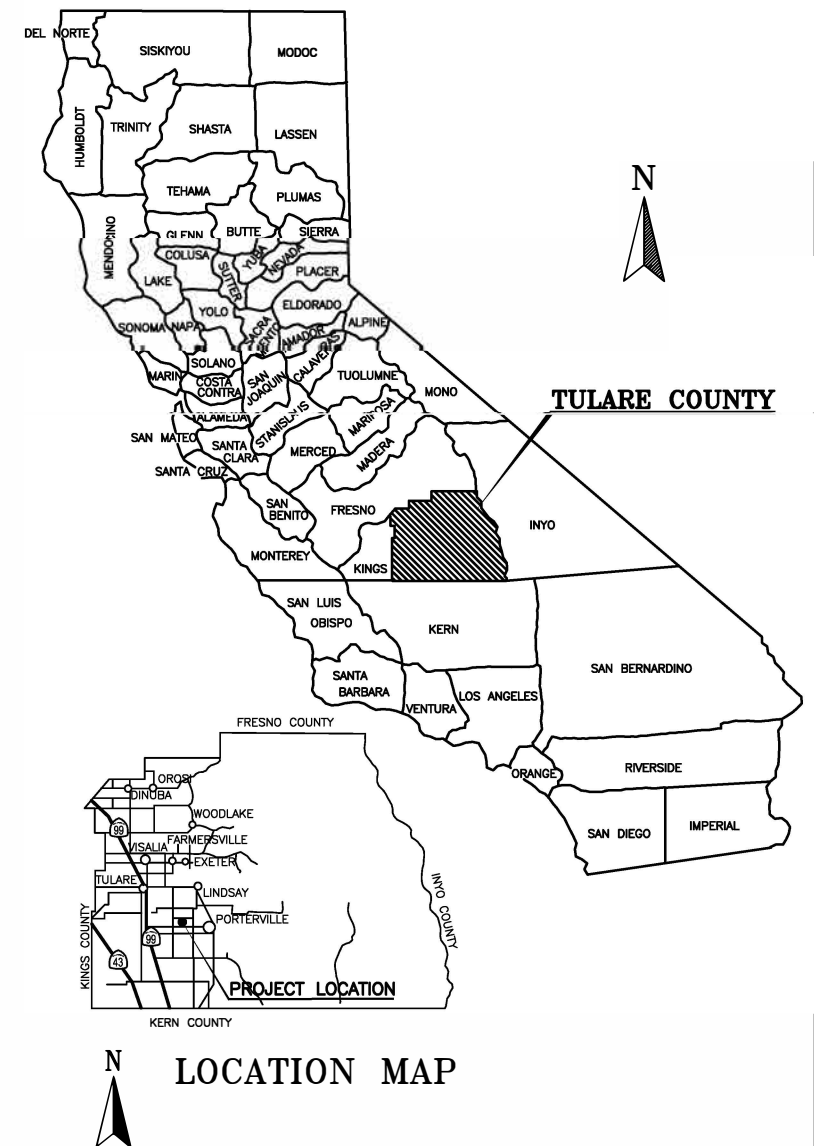 DEL NORTE
SISKIYOU
MODOC
HUMBOLDT
TRINITY
SHASTA
LASSEN
TEHAMA
PLUMAS
N
MENDOCINO
GLENN
BUTTE
SIERRA
COLUSA
SUTTER
YUBA
NEVADA
LAKE
PLACER
YOLO
ELDORADO
SONOMA
NAPA
SACRA
MENTO
AMADOR
ALPINE
SOLANO
CALAVERAS
MARIN
COSTA
CONTRA
SAN
JOAQUIN
TUOLUMNE
MONO
TULARE COUNTY
ALAMEDA
STANISLAUS
MARIPOSA
SAN MATEO
SANTA
CLARA
MERCED
MADERA
SANTA CRUZ
SAN
BENITO
FRESNO
INYO
MONTEREY
KINGS
SAN LUIS
OBISPO
KERN
SANTA
BARBARA
SAN BERNARDINO
VENTURA
LOS ANGELES
ORANGE
RIVERSIDE
SAN DIEGO
IMPERIAL
FRESNO COUNTY
OROSI
DINUBA
WOODLAKE
99
VISALIA
FARMERSVILLE
EXETER
TULARE
LINDSAY
PORTERVILLE
99
43
KINGS COUNTY
INYO COUNTY
PROJECT LOCATION
KERN COUNTY
N
LOCATION MAP